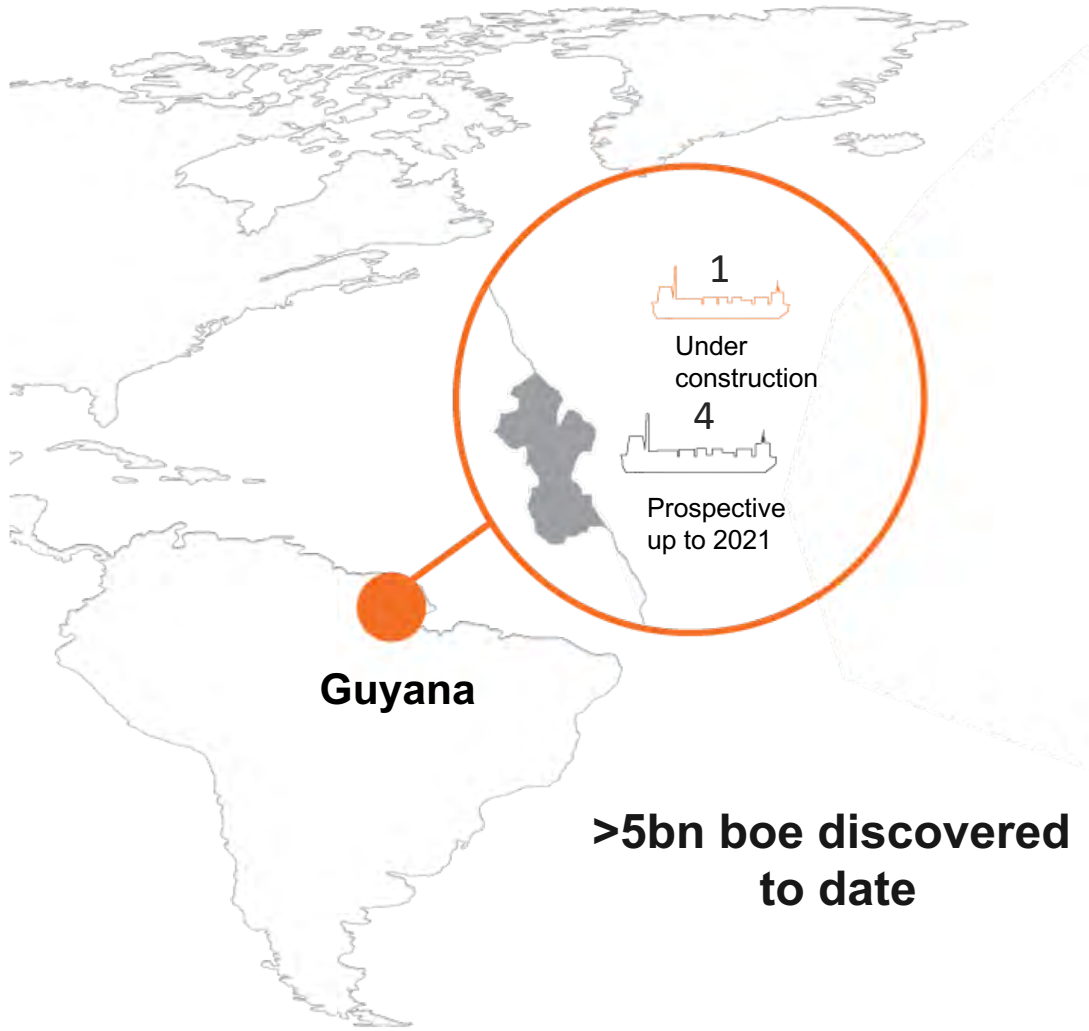 1
Under
construction
4
Prospective
up to 2021
Guyana
>5bn boe discovered
to date